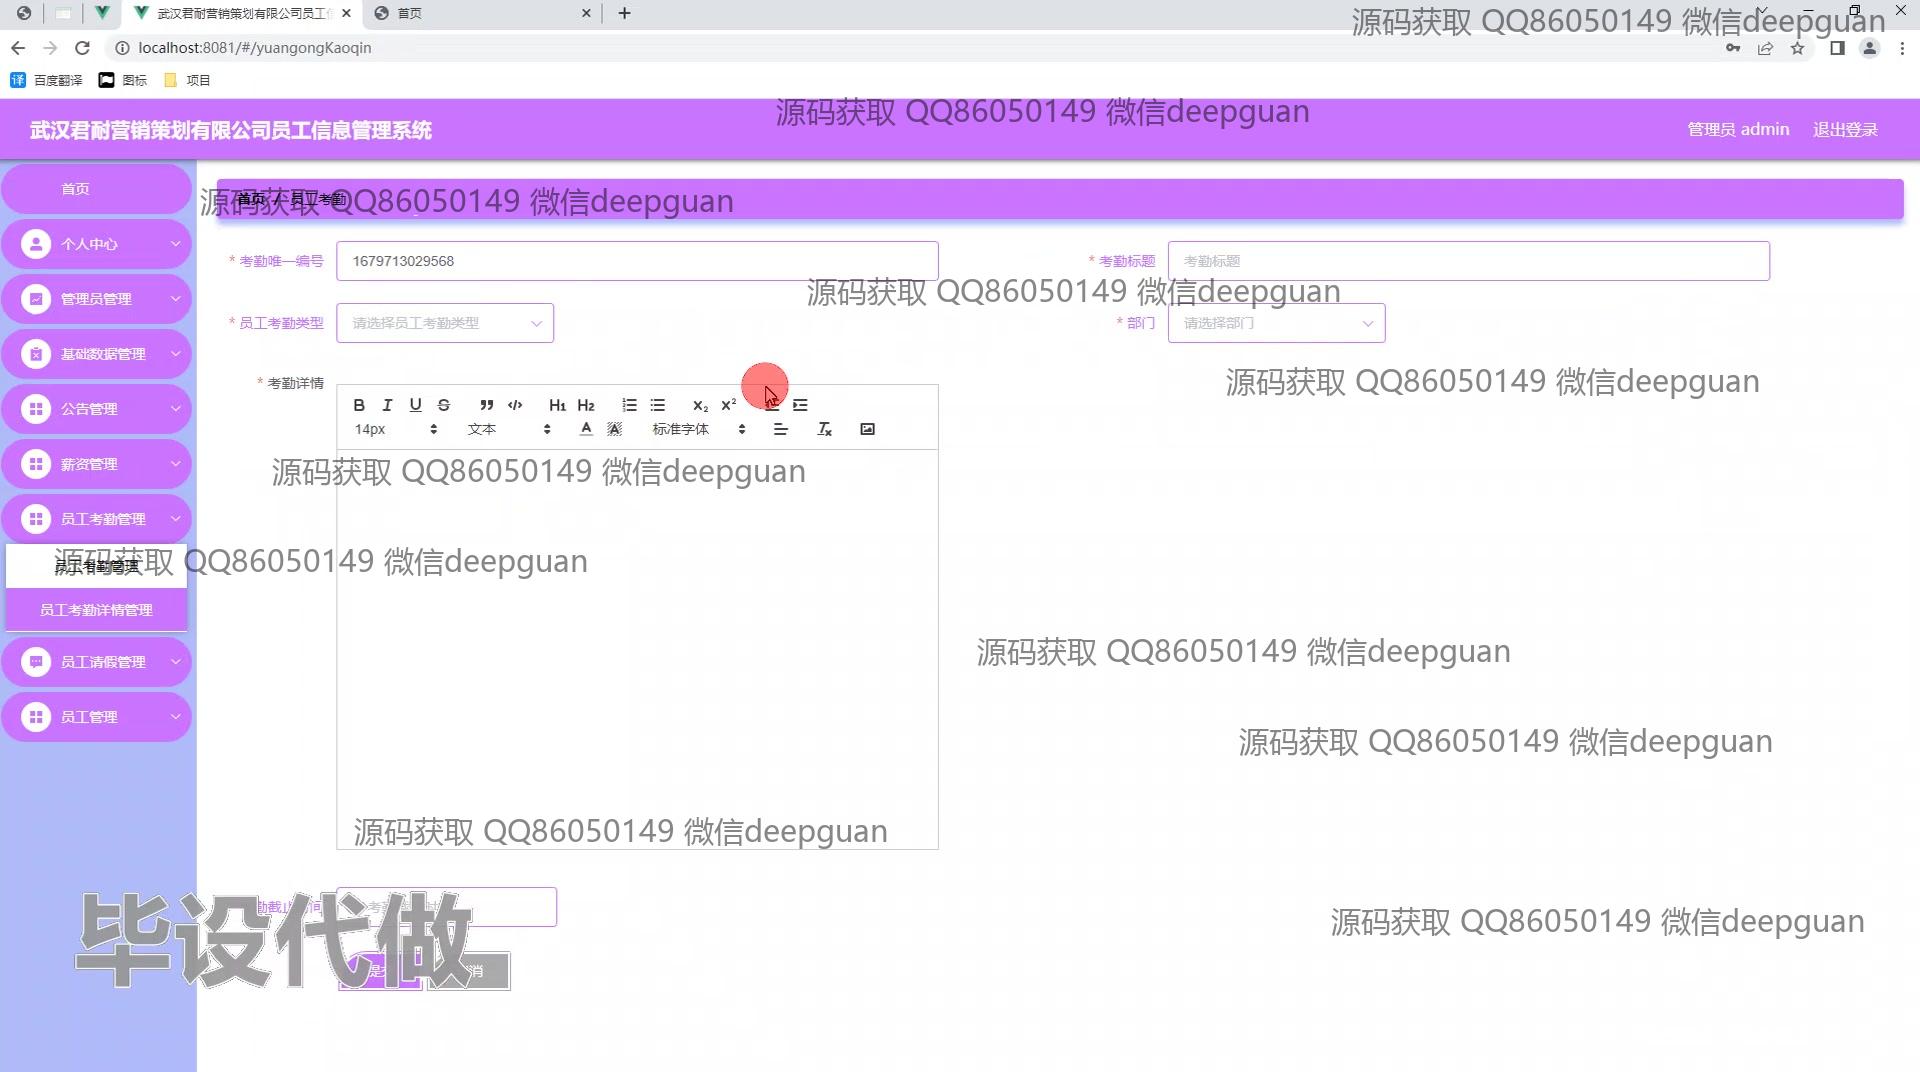 武汉君耐营销策划有限公司员工信
首页
源码获取 QQ86050149 微信deepguan
localhost:8081/#/yuangongKaoqin
百度翻译 图标 项目
源码获取 QQ86050149 微信deepguan
武汉君耐营销策划有限公司员工信息管理系统
管理员 admin 退出登录
首页
首页 / 员工考勤
源码获取 QQ86050149 微信deepguan
个人中心
* 考勤唯一编号 1679713029568
* 考勤标题 考勤标题
管理员管理
源码获取 QQ86050149 微信deepguan
* 员工考勤类型 请选择员工考勤类型
* 部门 请选择部门
基础数据管理
* 考勤详情
源码获取 QQ86050149 微信deepguan
公告管理
B I U S H1 H2 X2 X2
14px 文本 A A 标准字体
薪资管理
源码获取 QQ86050149 微信deepguan
员工考勤管理
员工考勤管理
源码获取 QQ86050149 微信deepguan
员工考勤详情管理
员工请假管理
源码获取 QQ86050149 微信deepguan
员工管理
源码获取 QQ86050149 微信deepguan
源码获取 QQ86050149 微信deepguan
毕设代做
源码获取 QQ86050149 微信deepguan